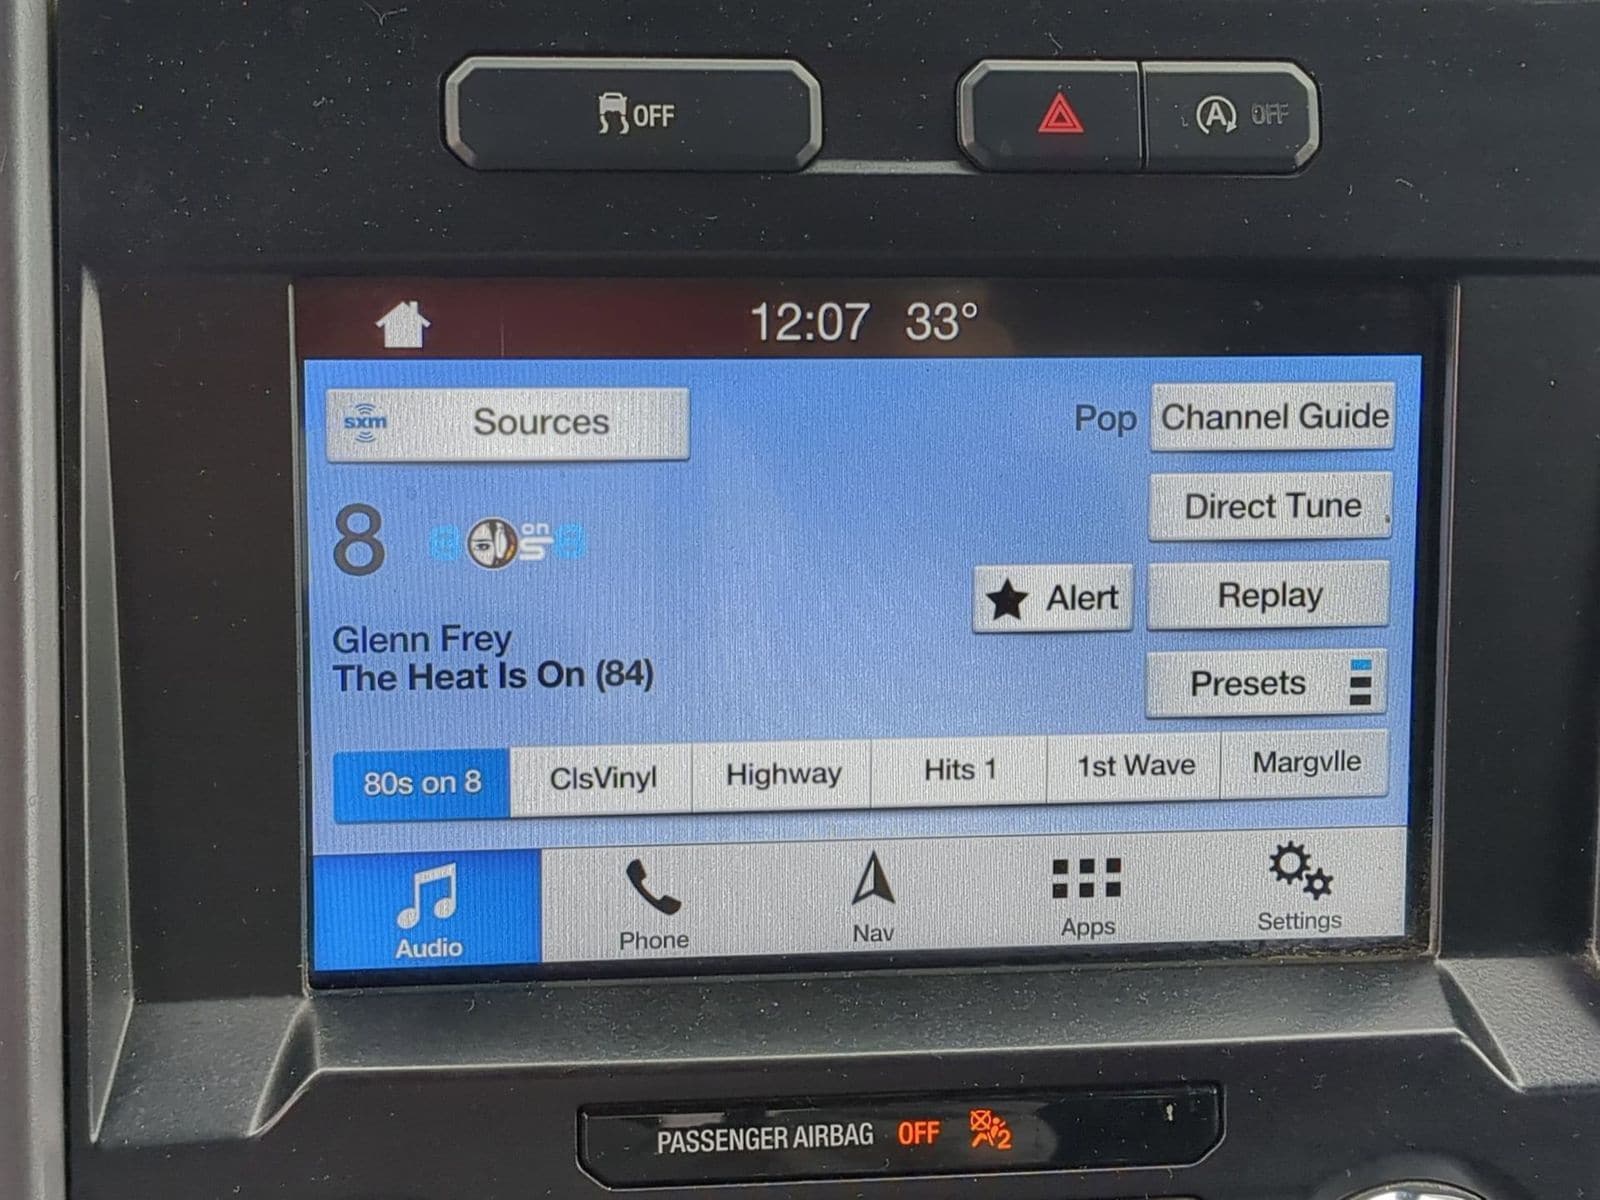 OFF
A OFF
12:07 33°
sxm Sources
Pop Channel Guide
Direct Tune
8 on
Alert Replay
Glenn Frey
The Heat Is On (84)
Presets
80s on 8 ClsVinyl Highway Hits 1 1st Wave Margvlle
Audio Phone Nav Apps Settings
PASSENGER AIRBAG OFF 2